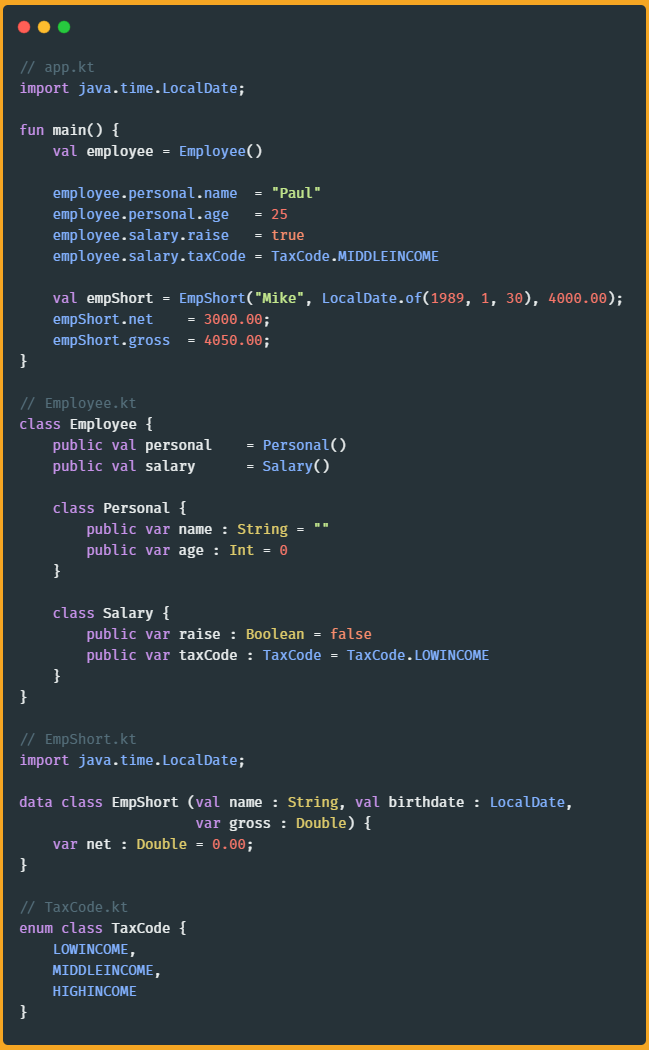 // app.kt
import java.time.LocalDate;

fun main() {
    val employee = Employee()

    employee.personal.name  = "Paul"
    employee.personal.age   = 25
    employee.salary.raise   = true
    employee.salary.taxCode = TaxCode.MIDDLEINCOME

    val empShort = EmpShort("Mike", LocalDate.of(1989, 1, 30), 4000.00);
    empShort.net    = 3000.00;
    empShort.gross  = 4050.00;
}

// Employee.kt
class Employee {
    public val personal    = Personal()
    public val salary      = Salary()

    class Personal {
        public var name : String = ""
        public var age : Int = 0
    }

    class Salary {
        public var raise : Boolean = false
        public var taxCode : TaxCode = TaxCode.LOWINCOME
    }
}

// EmpShort.kt
import java.time.LocalDate;

data class EmpShort (val name : String, val birthdate : LocalDate,
                     var gross : Double) {
    var net : Double = 0.00;
}

// TaxCode.kt
enum class TaxCode {
    LOWINCOME,
    MIDDLEINCOME,
    HIGHINCOME
}